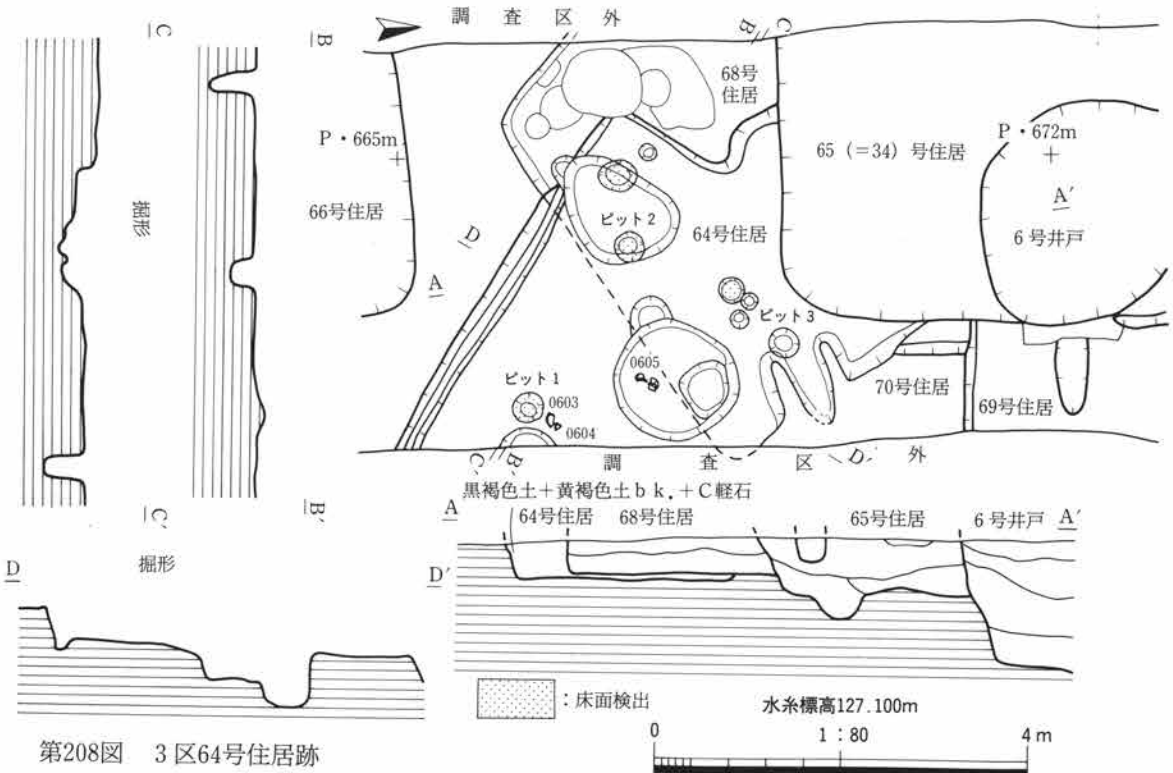 調査区外
C
B
B
C
68号
住居
P・665m
65（=34）号住居
P・672m
A′
6号井戸
66号住居
掘形
ピット2
64号住居
D
A
ピット3
0605
ピット1
0603
0604
70号住居
69号住居
C′
B′
調査区外
D′
黒褐色土＋黄褐色土ｂｋ.＋C軽石
C′
B′
A
64号住居
68号住居
65号住居
6号井戸
A′
掘形
D
D′
：床面検出
水糸標高127.100m
0
1：80
4m
第208図　3区64号住居跡